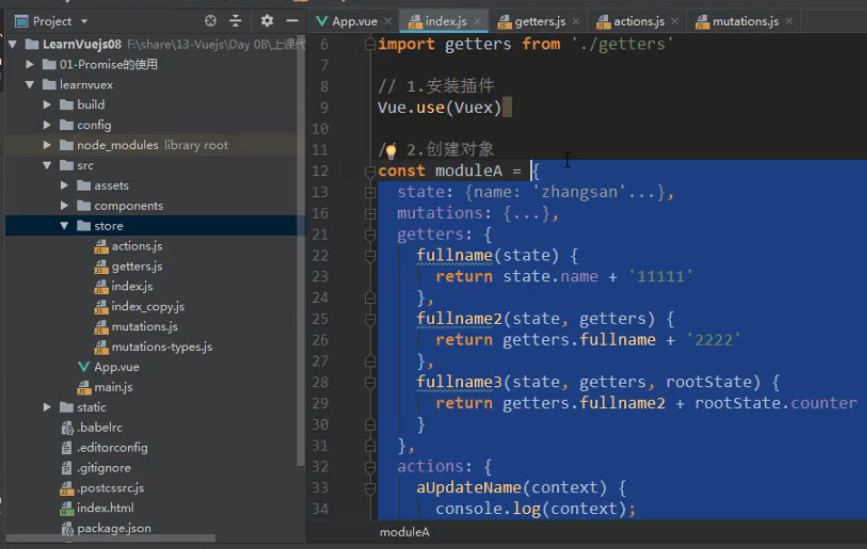 Project
LearnVuejs08 F:\share\13-Vuejs\Day 08\上课代
01-Promise的使用
learnvuex
build
config
node_modules library root
src
assets
components
store
actions.js
getters.js
index.js
index_copy.js
mutations.js
mutations-types.js
App.vue
main.js
static
.babelrc
.editorconfig
.gitignore
.postcssrc.js
index.html
package.json
App.vue index.js getters.js actions.js mutations.js
6 import getters from './getters'
7
8 // 1.安装插件
9 Vue.use(Vuex)
10
11 / 2.创建对象
12 const moduleA = {
13 state: {name: 'zhangsan'...},
16 mutations: {...},
21 getters: {
22 fullname(state) {
23 return state.name + '11111'
24 },
25 fullname2(state, getters) {
26 return getters.fullname + '2222'
27 },
28 fullname3(state, getters, rootState) {
29 return getters.fullname2 + rootState.counter
30 }
31 },
32 actions: {
33 aUpdateName(context) {
34 console.log(context);
moduleA